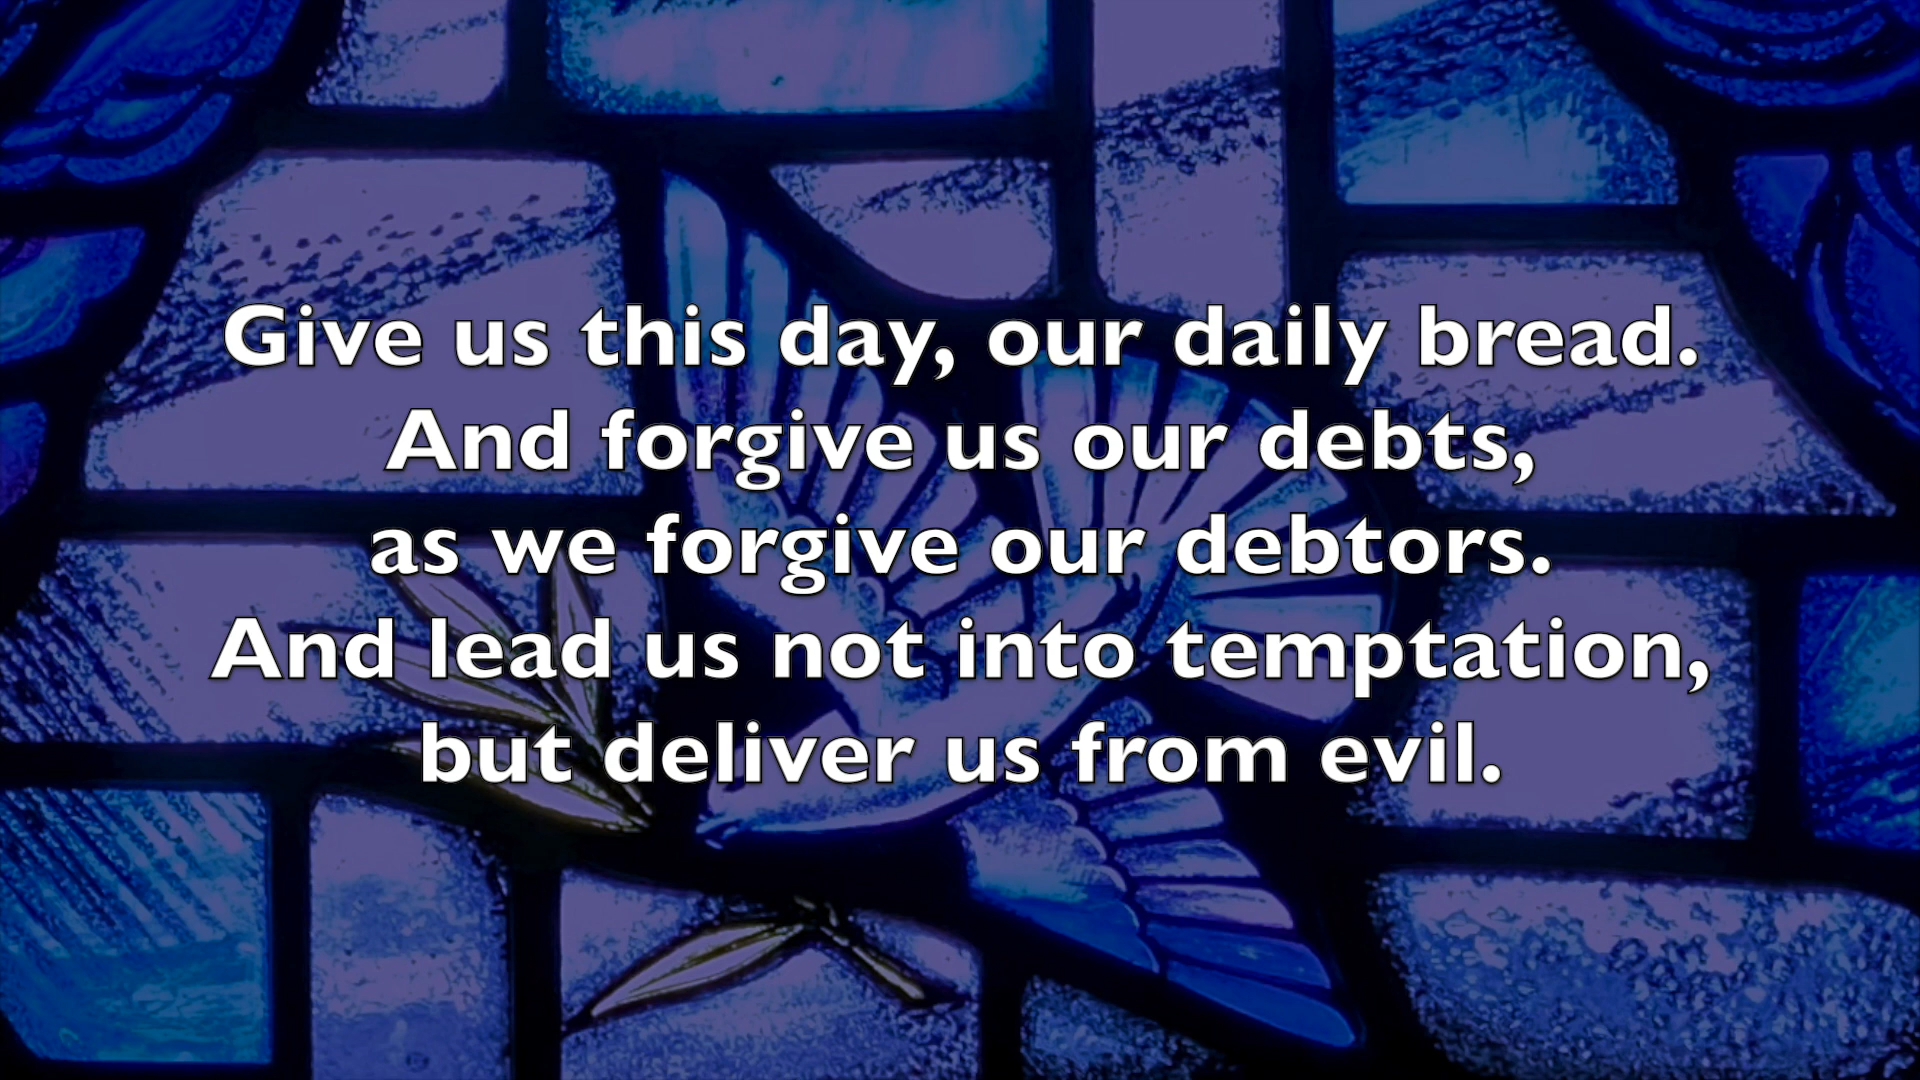 Give us this day, our daily bread.
And forgive us our debts,
as we forgive our debtors.
And lead us not into temptation,
but deliver us from evil.